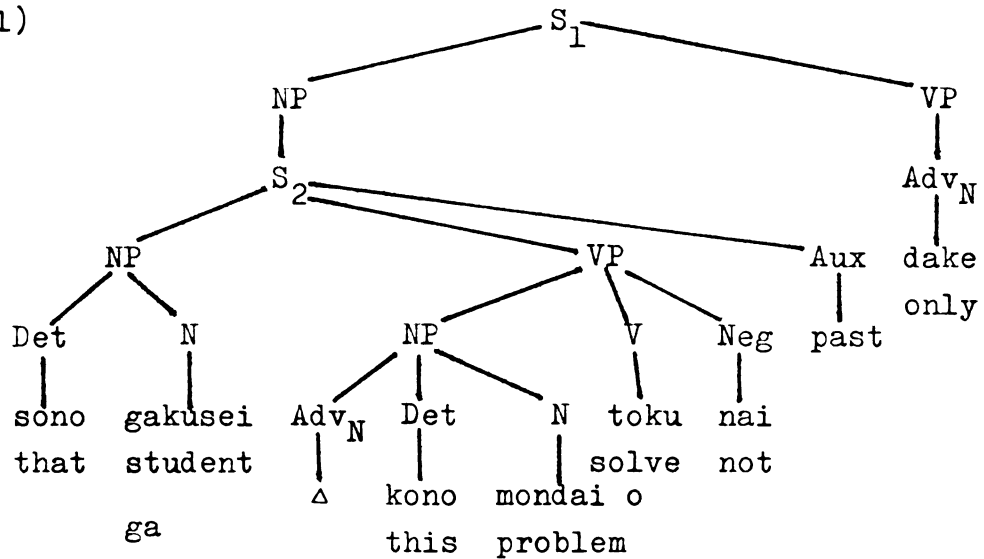 1)
S1
NP VP
S2 AdvN
NP VP Aux dake
only
Det N NP V Neg past
sono gakusei AdvN Det N toku nai
that student solve not
△ kono mondai o
ga this problem